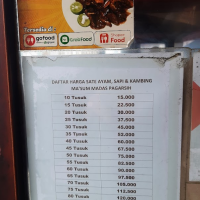 Tersedia di:
gofood
GrabFood
Shopee Food
DAFTAR HARGA SATE AYAM, SAPI & KAMBING
MA'SUM MADAS PAGARSIH
10 Tusuk 15.000
15 Tusuk 22.500
20 Tusuk 30.000
25 Tusuk 37.500
30 Tusuk 45.000
35 Tusuk 52.500
40 Tusuk 60.000
45 Tusuk 67.500
50 Tusuk 75.000
55 Tusuk 82.500
60 Tusuk 90.000
65 Tusuk 97.500
70 Tusuk 105.000
75 Tusuk 112.500
80 Tusuk 120.000